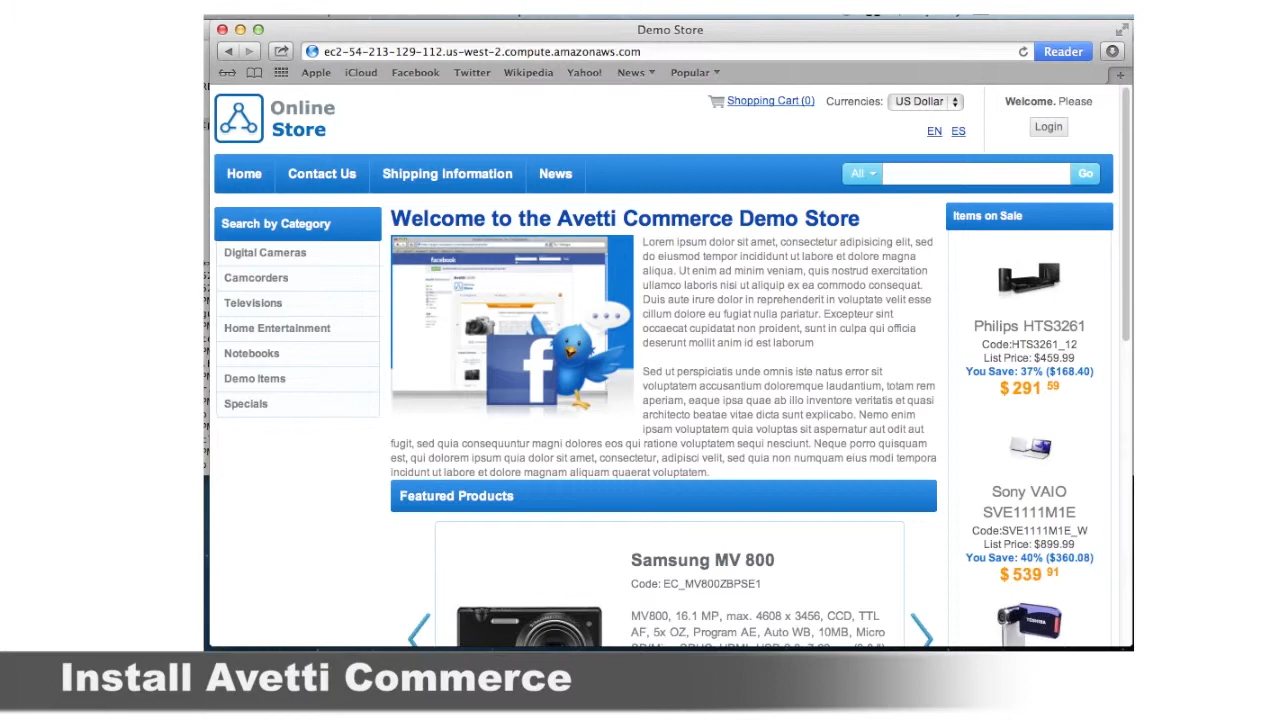 Demo Store
ec2-54-213-129-112.us-west-2.compute.amazonaws.com
Reader
Apple iCloud Facebook Twitter Wikipedia Yahoo! News Popular
Online
Store
Shopping Cart (0) Currencies: US Dollar
EN ES
Welcome. Please
Login
Home Contact Us Shipping Information News
All Go
Search by Category
Digital Cameras
Camcorders
Televisions
Home Entertainment
Notebooks
Demo Items
Specials
Welcome to the Avetti Commerce Demo Store
facebook
Lorem ipsum dolor sit amet, consectetur adipisicing elit, sed
do eiusmod tempor incididunt ut labore et dolore magna
aliqua. Ut enim ad minim veniam, quis nostrud exercitation
ullamco laboris nisi ut aliquip ex ea commodo consequat.
Duis aute irure dolor in reprehenderit in voluptate velit esse
cillum dolore eu fugiat nulla pariatur. Excepteur sint
occaecat cupidatat non proident, sunt in culpa qui officia
deserunt mollit anim id est laborum
Sed ut perspiciatis unde omnis iste natus error sit
voluptatem accusantium doloremque laudantium, totam rem
aperiam, eaque ipsa quae ab illo inventore veritatis et quasi
architecto beatae vitae dicta sunt explicabo. Nemo enim
ipsam voluptatem quia voluptas sit aspernatur aut odit aut
fugit, sed quia consequuntur magni dolores eos qui ratione voluptatem sequi nesciunt. Neque porro quisquam
est, qui dolorem ipsum quia dolor sit amet, consectetur, adipisci velit, sed quia non numquam eius modi tempora
incidunt ut labore et dolore magnam aliquam quaerat voluptatem.
Featured Products
Samsung MV 800
Code: EC_MV800ZBPSE1
MV800, 16.1 MP, max. 4608 x 3456, CCD, TTL
AF, 5x OZ, Program AE, Auto WB, 10MB, Micro
Items on Sale
Philips HTS3261
Code:HTS3261_12
List Price: $459.99
You Save: 37% ($168.40)
$ 291 59
Sony VAIO
SVE1111M1E
Code:SVE1111M1E_W
List Price: $899.99
You Save: 40% ($360.08)
$ 539 91
TOSHIBA
Install Avetti Commerce